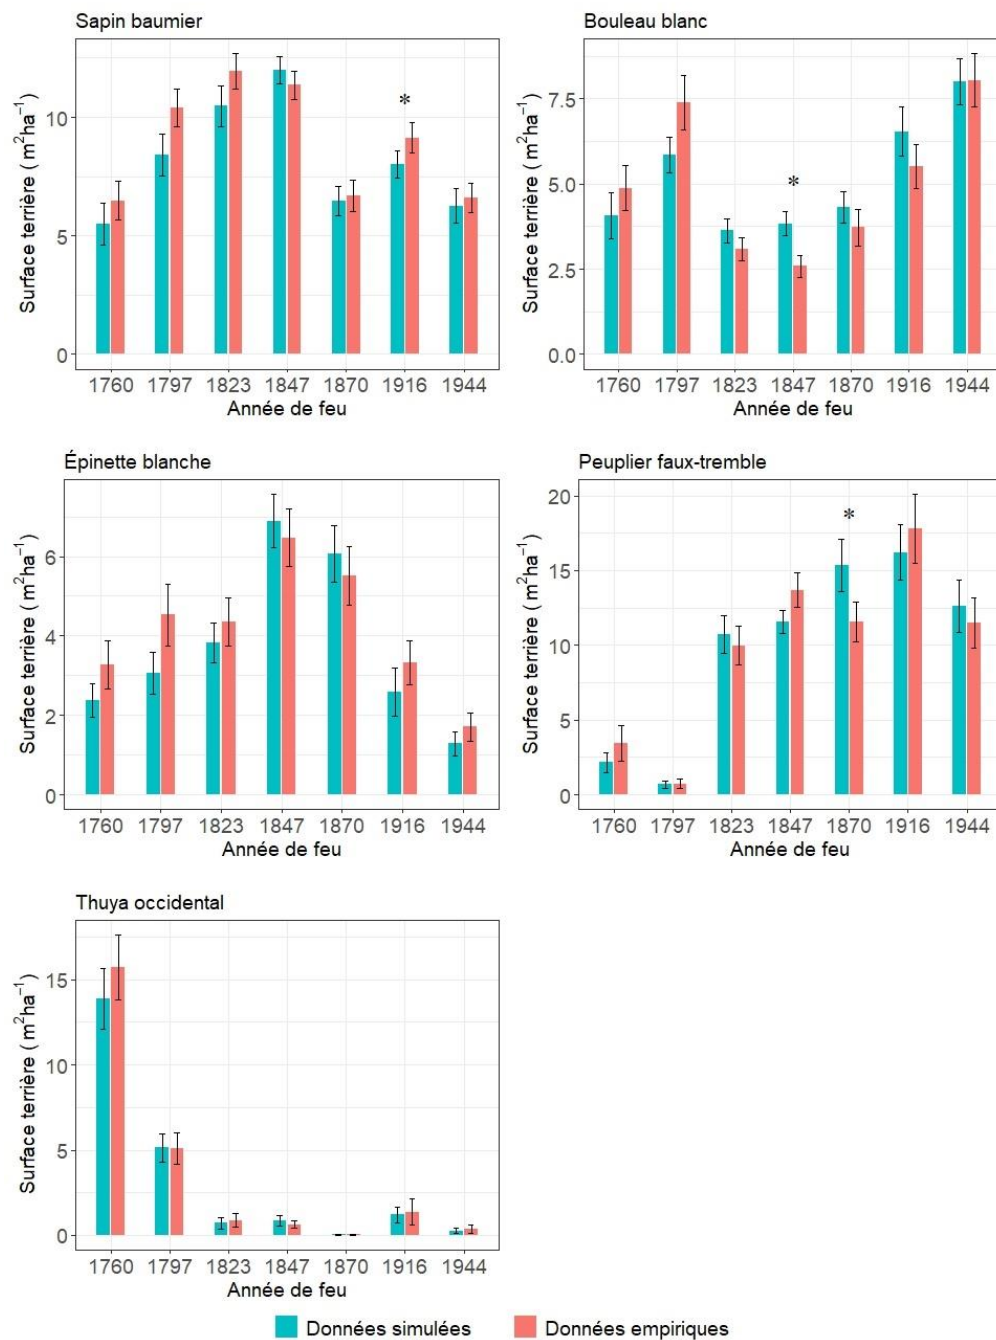 Sapin baumier
Surface terrière ( m²ha⁻¹)
10
5
0
*
1760 1797 1823 1847 1870 1916 1944
Année de feu
Bouleau blanc
Surface terrière ( m²ha⁻¹)
7.5
5.0
2.5
0.0
*
1760 1797 1823 1847 1870 1916 1944
Année de feu
Épinette blanche
Surface terrière ( m²ha⁻¹)
6
4
2
0
1760 1797 1823 1847 1870 1916 1944
Année de feu
Peuplier faux-tremble
Surface terrière ( m²ha⁻¹)
20
15
10
5
0
*
1760 1797 1823 1847 1870 1916 1944
Année de feu
Thuya occidental
Surface terrière ( m²ha⁻¹)
15
10
5
0
1760 1797 1823 1847 1870 1916 1944
Année de feu
Données simulées Données empiriques